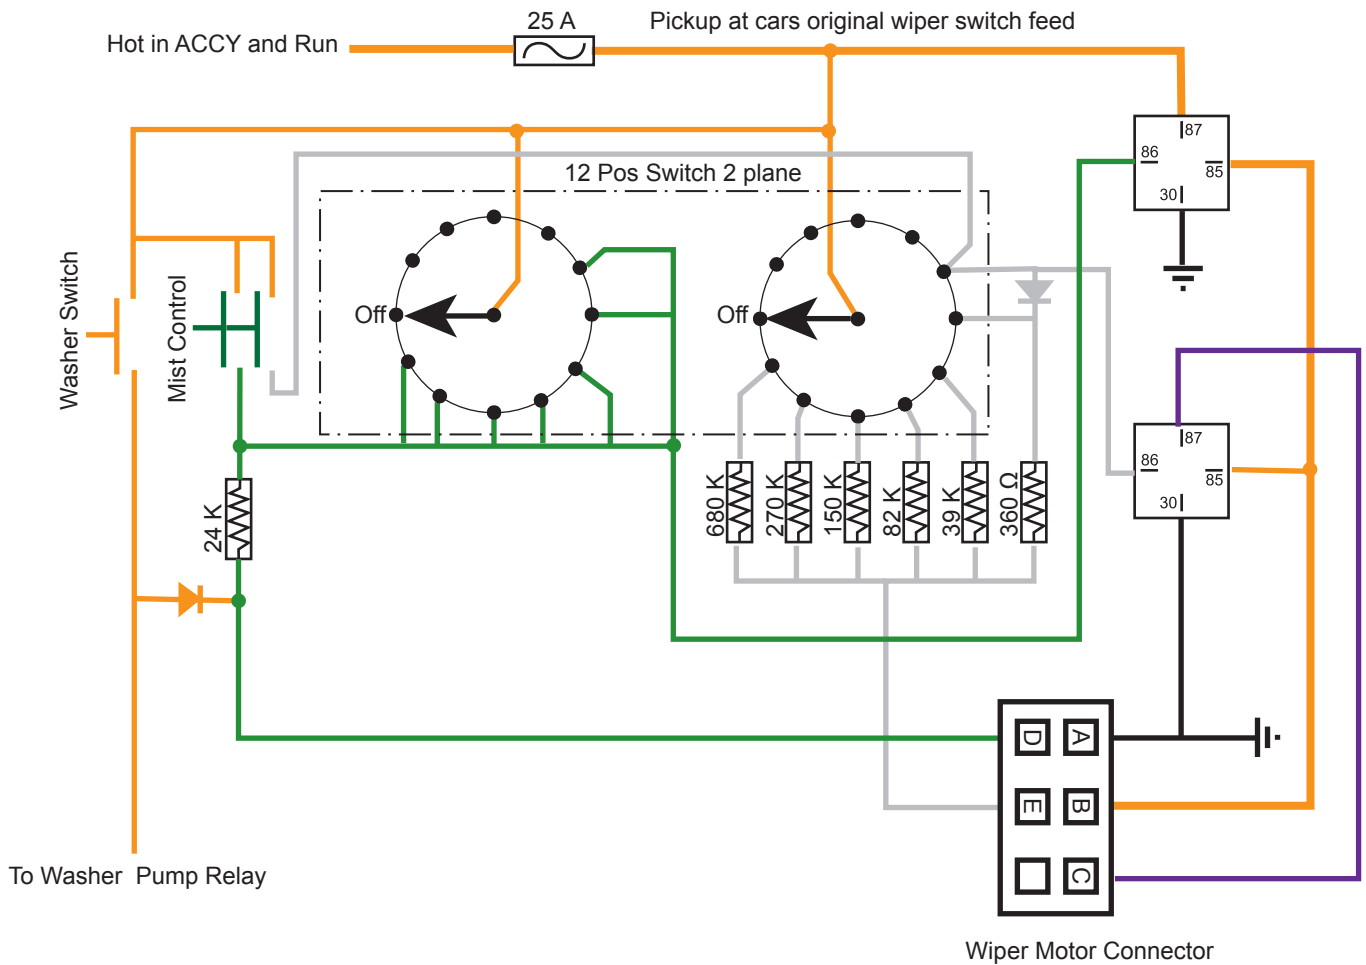 25 A
Pickup at cars original wiper switch feed
Hot in ACCY and Run
87
86
85
30
12 Pos Switch 2 plane
Washer Switch
Mist Control
Off
Off
87
86
85
30
24 K
680 K
270 K
150 K
82 K
39 K
360 Ω
D
A
E
B
C
To Washer Pump Relay
Wiper Motor Connector